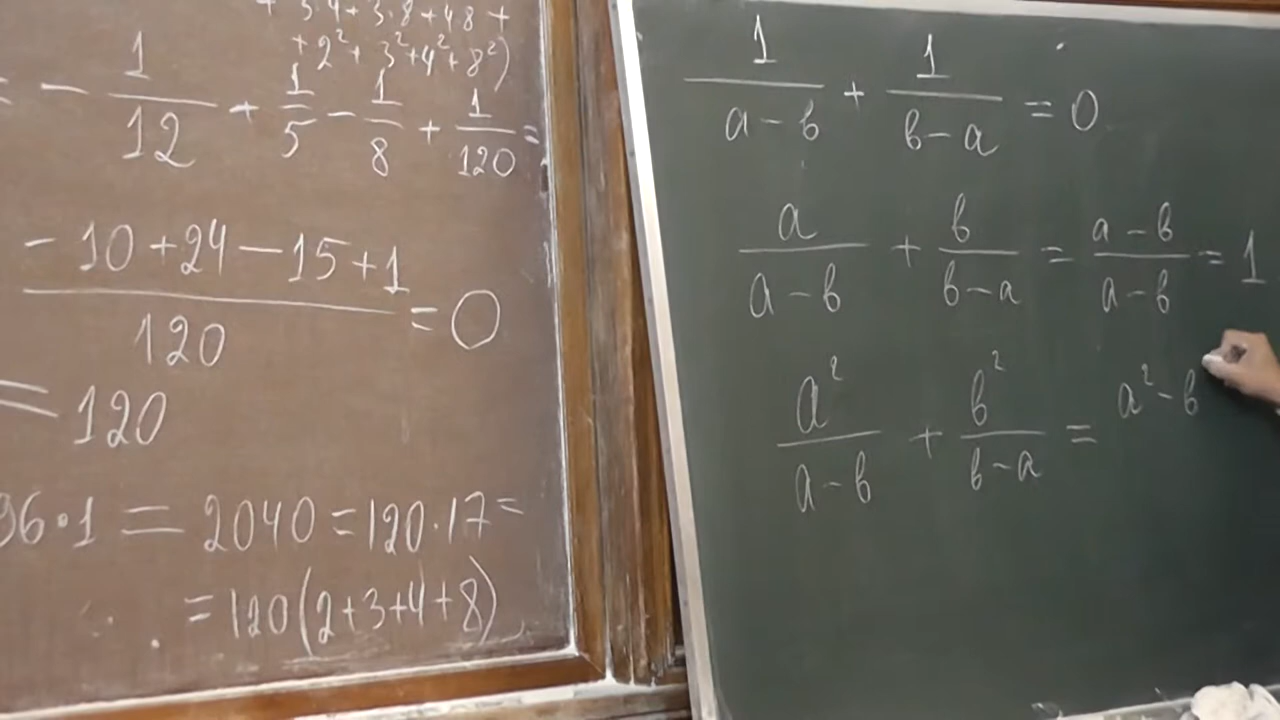 + 3·4 + 3·8 + 48 +
+ 2² + 3² + 4² + 8²)
= - 1/12 + 1/5 - 1/8 + 1/120 =
(-10 + 24 - 15 + 1)/120 = 0
= 120
96·1 = 2040 = 120·17 =
= 120(2+3+4+8)
1/(a-b) + 1/(b-a) = 0
a/(a-b) + b/(b-a) = (a-b)/(a-b) = 1
a²/(a-b) + b²/(b-a) = a²-b